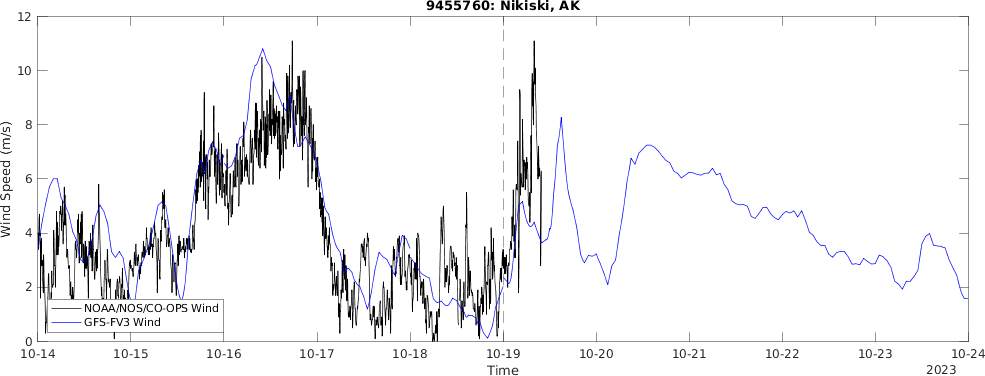 9455760: Nikiski, AK
12
10
8
6
4
2
0
Wind Speed (m/s)
NOAA/NOS/CO-OPS Wind
GFS-FV3 Wind
10-14 10-15 10-16 10-17 10-18 10-19 10-20 10-21 10-22 10-23 10-24
Time
2023